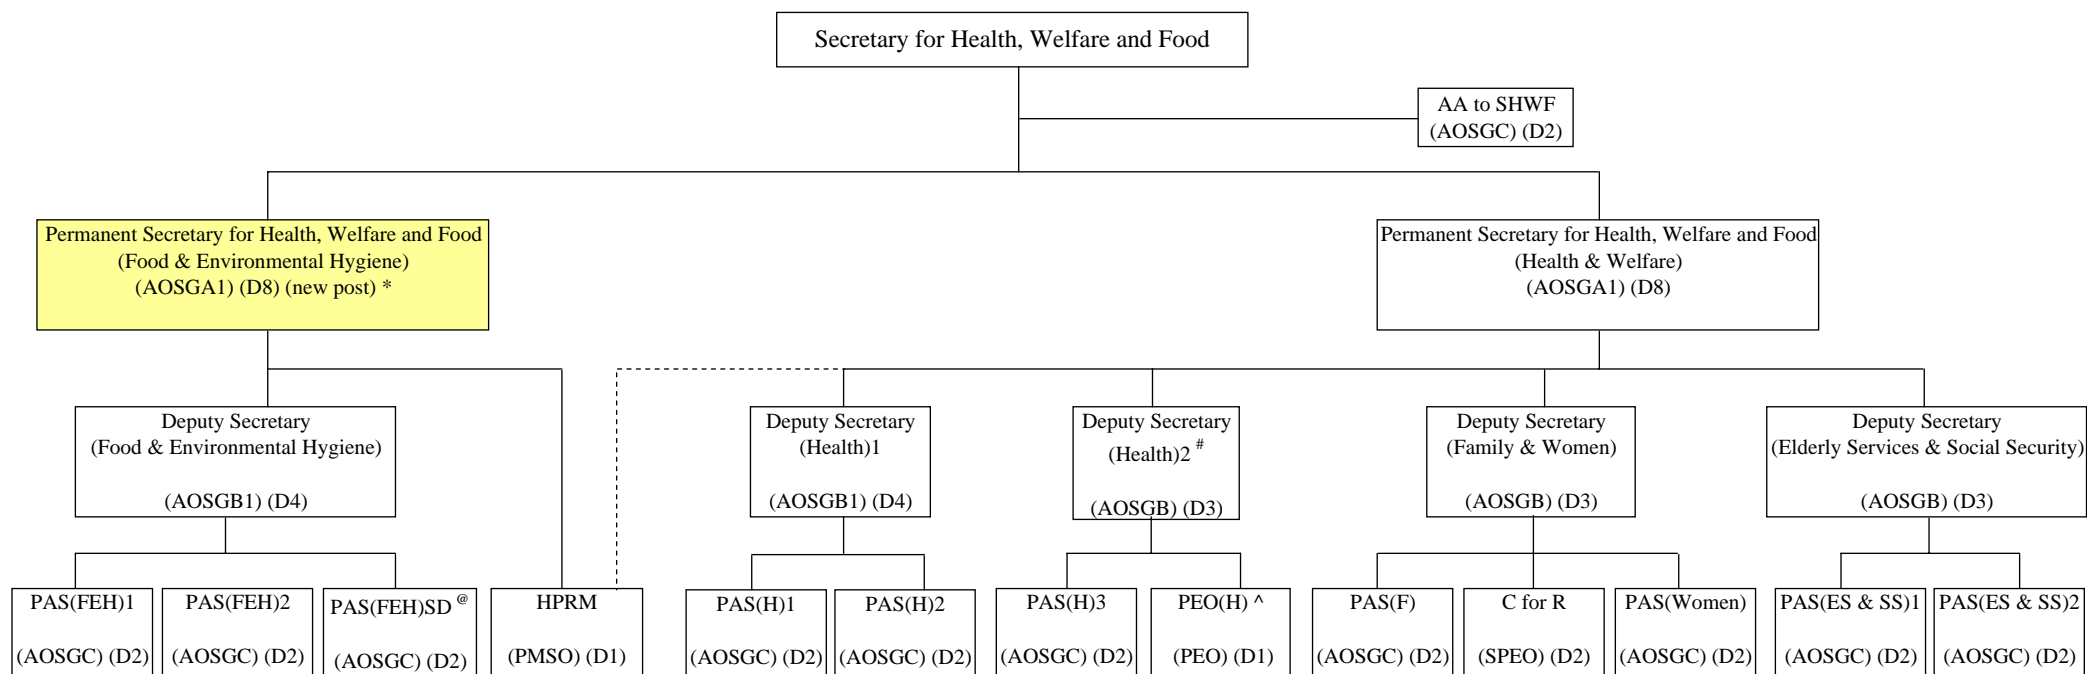 Secretary for Health, Welfare and Food
AA to SHWF
(AOSGC) (D2)
Permanent Secretary for Health, Welfare and Food
(Food & Environmental Hygiene)
(AOSGA1) (D8) (new post) *
Permanent Secretary for Health, Welfare and Food
(Health & Welfare)
(AOSGA1) (D8)
Deputy Secretary
(Food & Environmental Hygiene)
(AOSGB1) (D4)
Deputy Secretary
(Health)1
(AOSGB1) (D4)
Deputy Secretary
(Health)2 #
(AOSGB) (D3)
Deputy Secretary
(Family & Women)
(AOSGB) (D3)
Deputy Secretary
(Elderly Services & Social Security)
(AOSGB) (D3)
PAS(FEH)1
(AOSGC) (D2)
PAS(FEH)2
(AOSGC) (D2)
PAS(FEH)SD @
(AOSGC) (D2)
HPRM
(PMSO) (D1)
PAS(H)1
(AOSGC) (D2)
PAS(H)2
(AOSGC) (D2)
PAS(H)3
(AOSGC) (D2)
PEO(H) ^
(PEO) (D1)
PAS(F)
(AOSGC) (D2)
C for R
(SPEO) (D2)
PAS(Women)
(AOSGC) (D2)
PAS(ES & SS)1
(AOSGC) (D2)
PAS(ES & SS)2
(AOSGC) (D2)